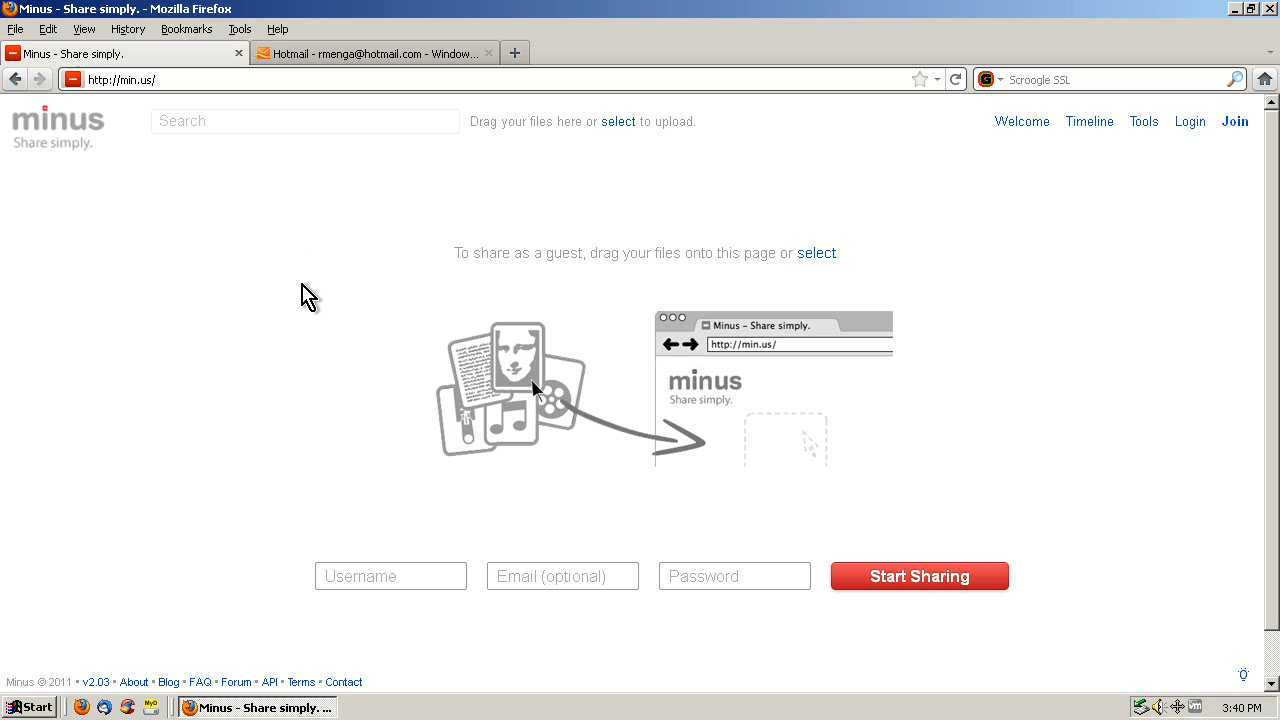 Minus - Share simply. - Mozilla Firefox
File Edit View History Bookmarks Tools Help
Minus - Share simply. Hotmail - rmenga@hotmail.com - Window...
http://min.us/ Scroogle SSL
minus
Share simply.
Search Drag your files here or select to upload. Welcome Timeline Tools Login Join
To share as a guest, drag your files onto this page or select.
Minus - Share simply.
http://min.us/
minus
Share simply.
Username Email (optional) Password Start Sharing
Minus © 2011 • v2.03 • About • Blog • FAQ • Forum • API • Terms • Contact
Start MyD Minus - Share simply. ... vm 3:40 PM